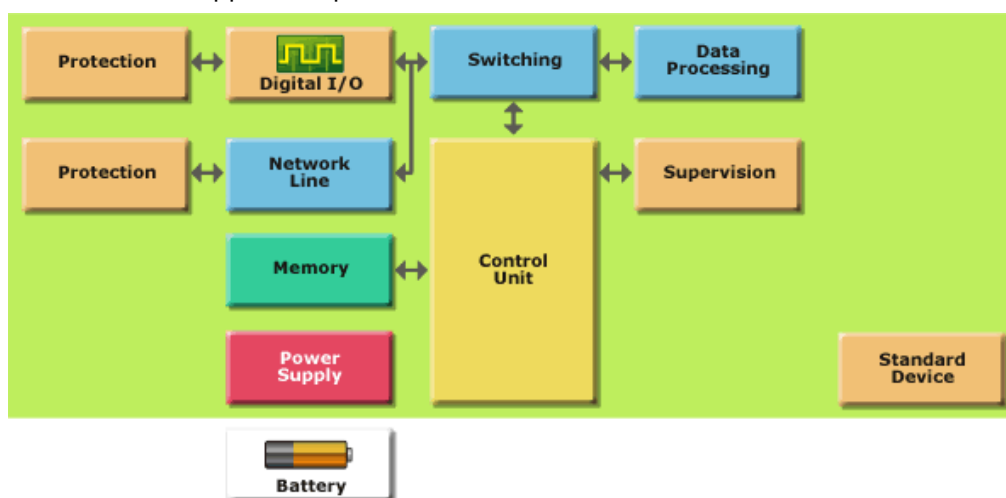 Protection
Digital I/O
Switching
Data
Processing
Protection
Network
Line
Supervision
Memory
Control
Unit
Power
Supply
Standard
Device
Battery